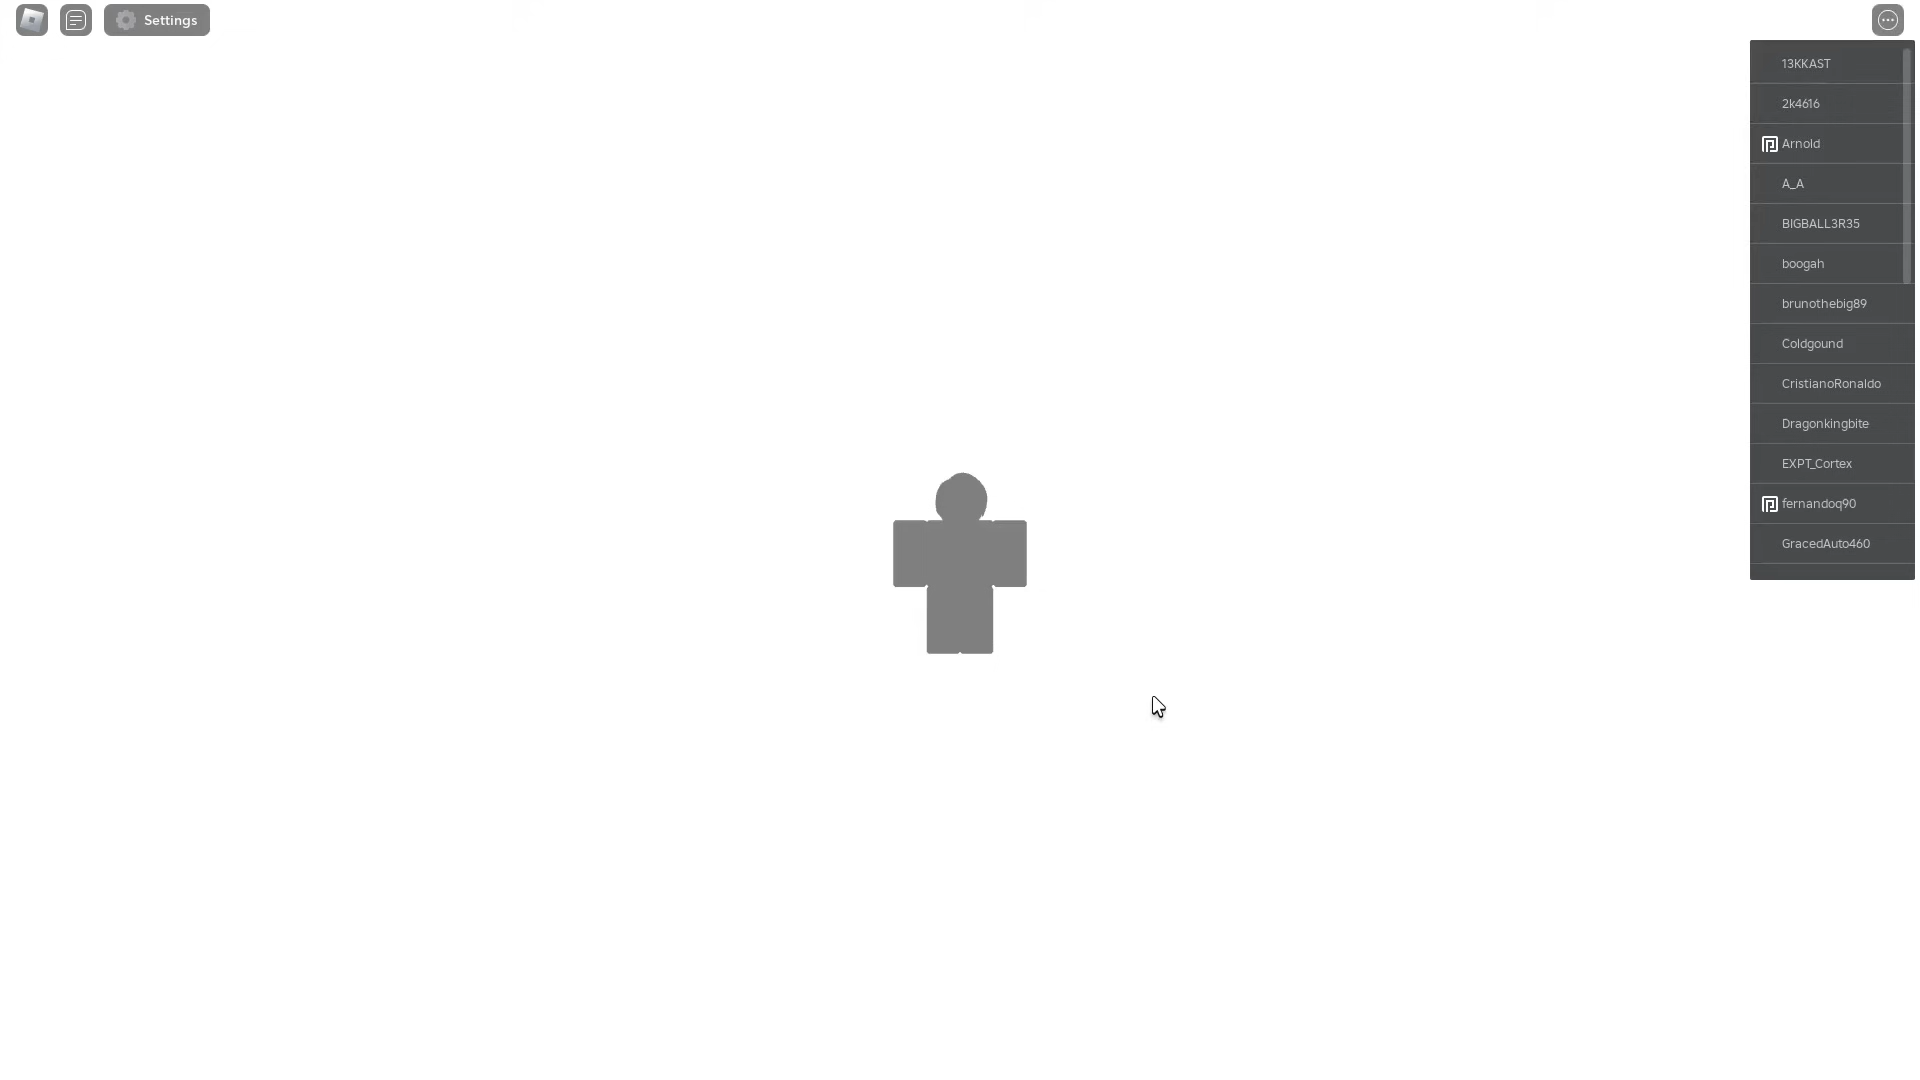 Settings
13KKAST
2k4616
Arnold
A_A
BIGBALL3R35
boogah
brunothebig89
Coldgound
CristianoRonaldo
Dragonkingbite
EXPT_Cortex
fernandoq90
GracedAuto460